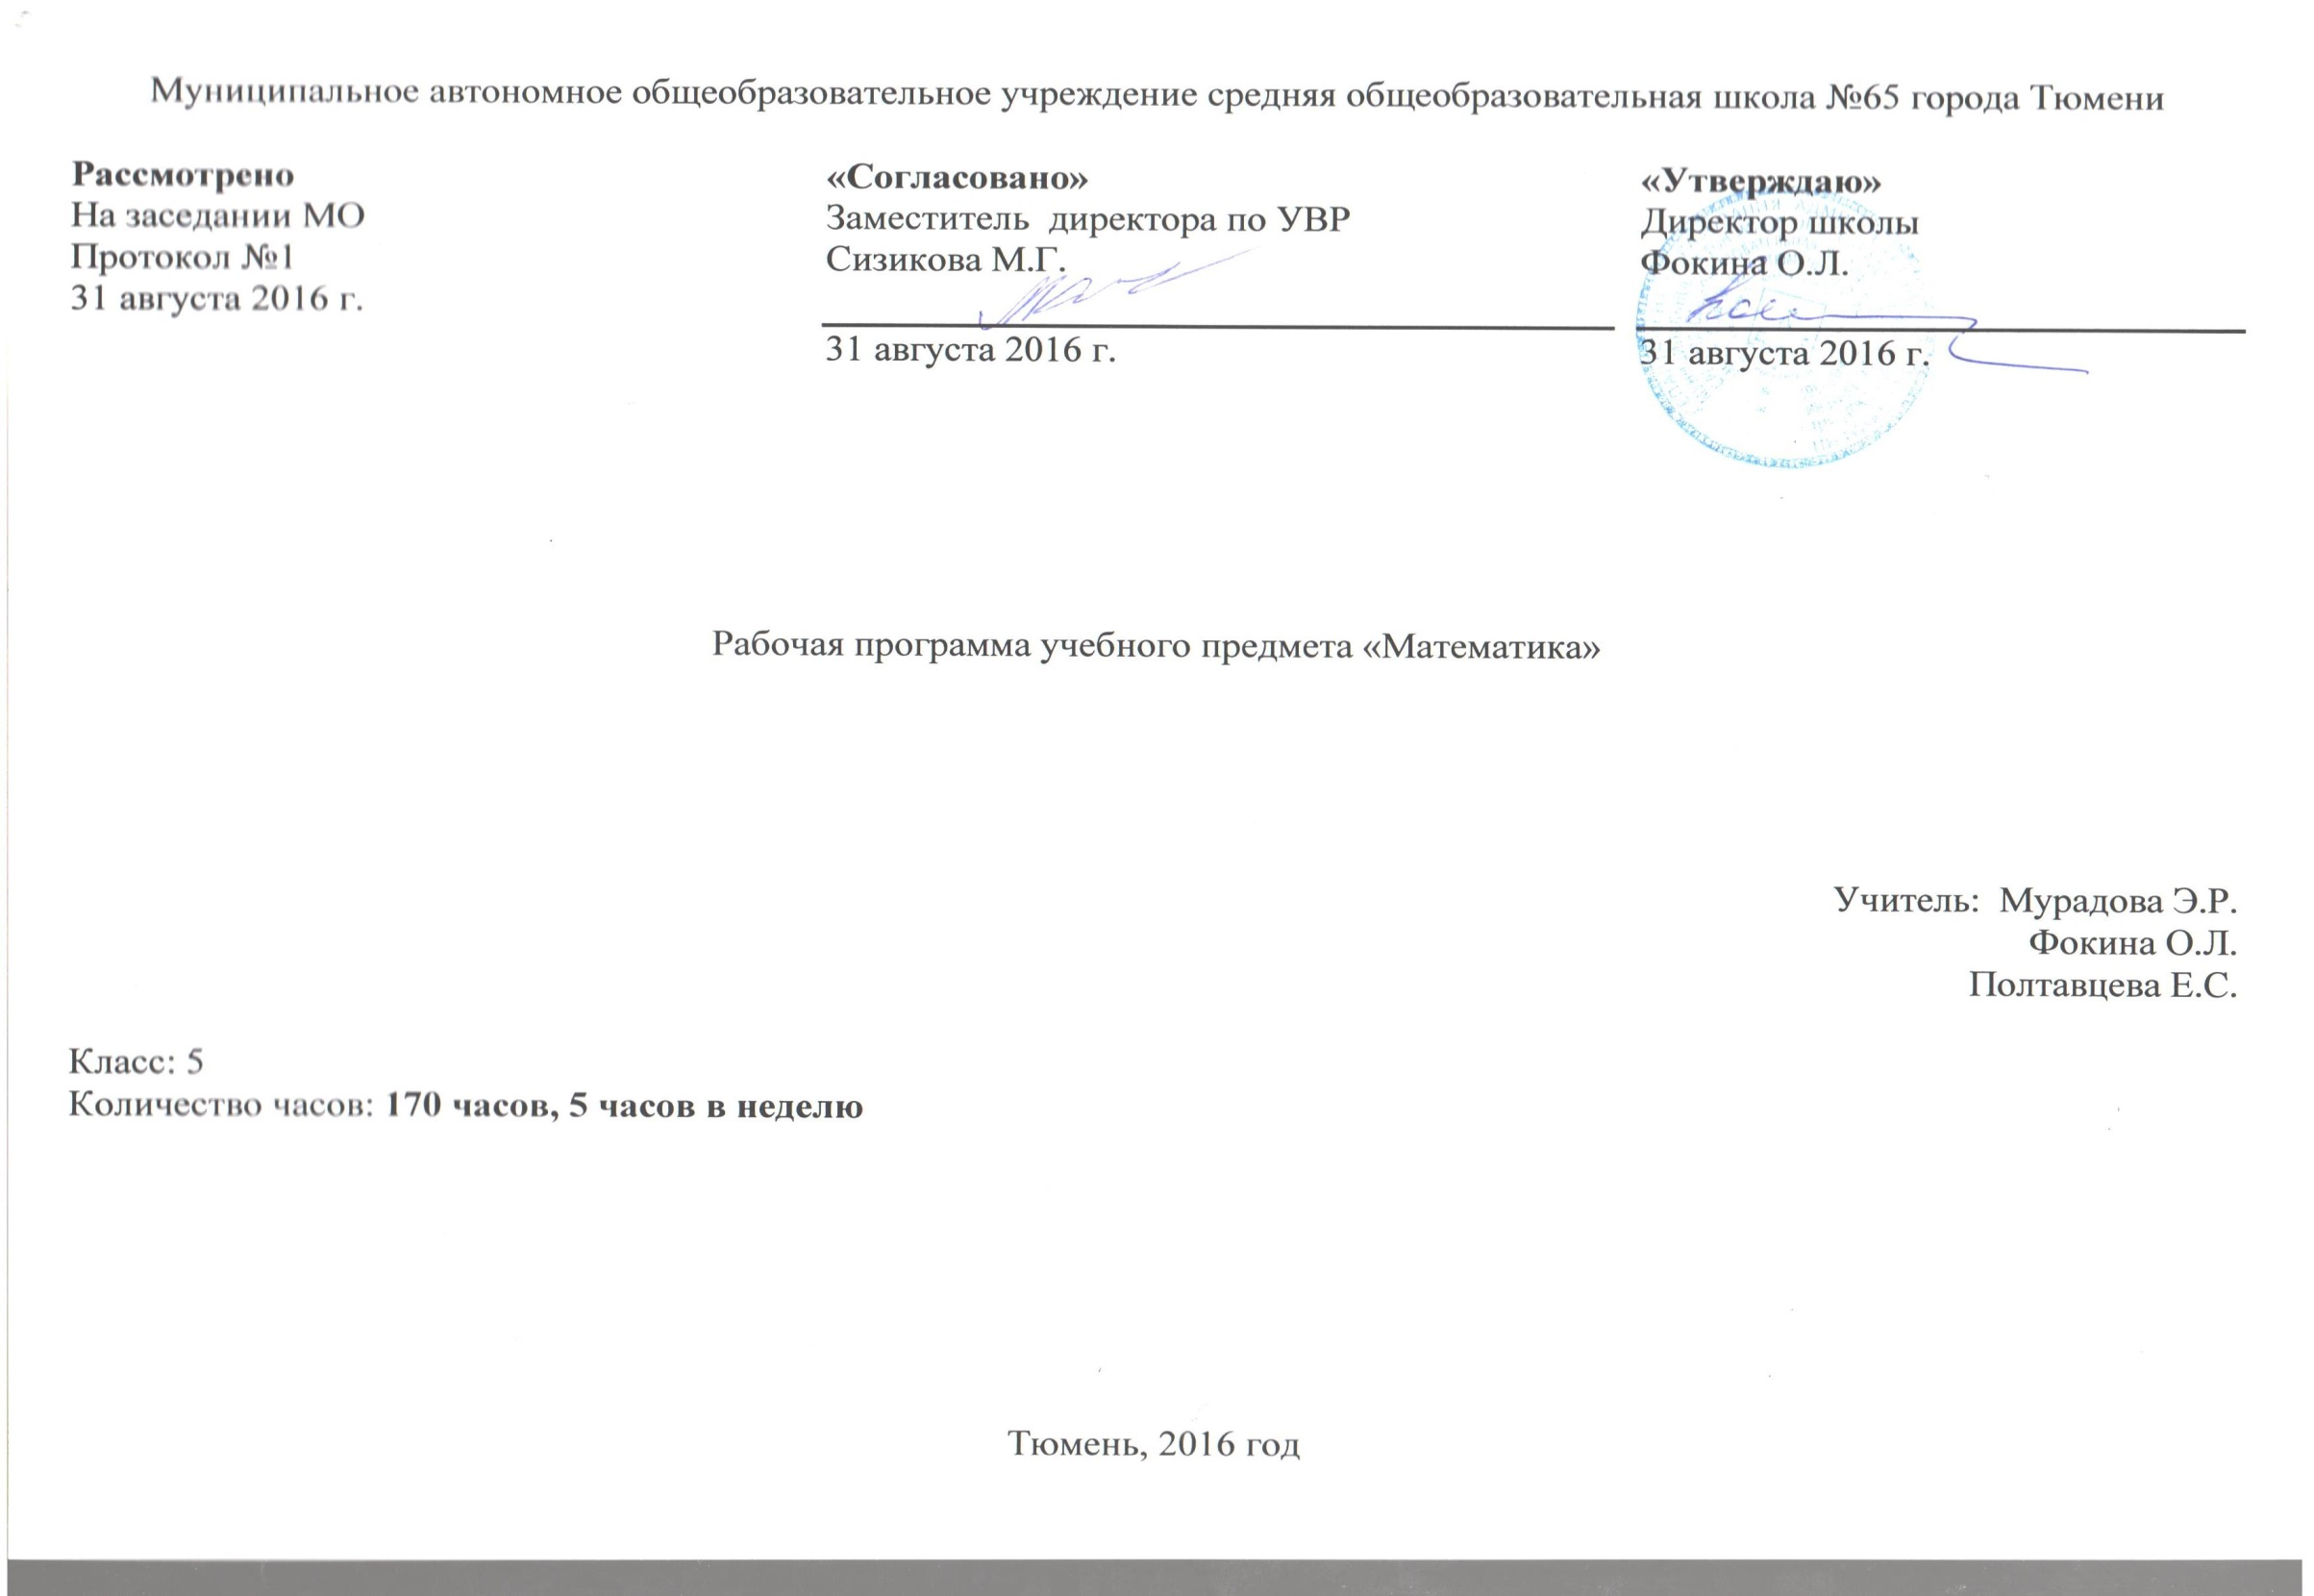 Муниципальное автономное общеобразовательное учреждение средняя общеобразовательная школа №65 города Тюмени
Рассмотрено
На заседании МО
Протокол №1
31 августа 2016 г.
«Согласовано»
Заместитель директора по УВР
Сизикова М.Г.
31 августа 2016 г.
«Утверждаю»
Директор школы
Фокина О.Л.
31 августа 2016 г.
Рабочая программа учебного предмета «Математика»
Учитель: Мурадова Э.Р.
Фокина О.Л.
Полтавцева Е.С.
Класс: 5
Количество часов: 170 часов, 5 часов в неделю
Тюмень, 2016 год